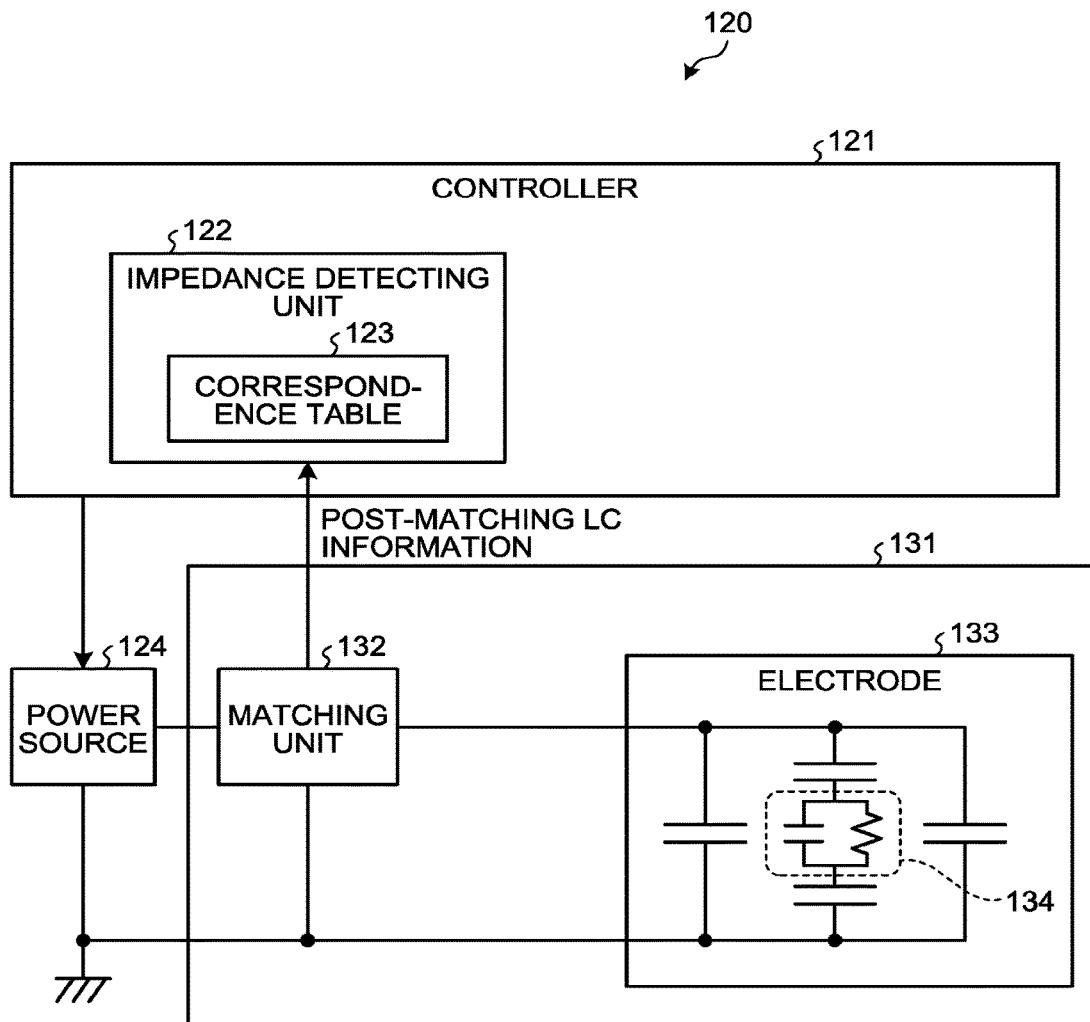 120
121
CONTROLLER
122
IMPEDANCE DETECTING
UNIT
123
CORRESPOND-
ENCE TABLE
POST-MATCHING LC
INFORMATION
131
124
POWER
SOURCE
132
MATCHING
UNIT
133
ELECTRODE
134